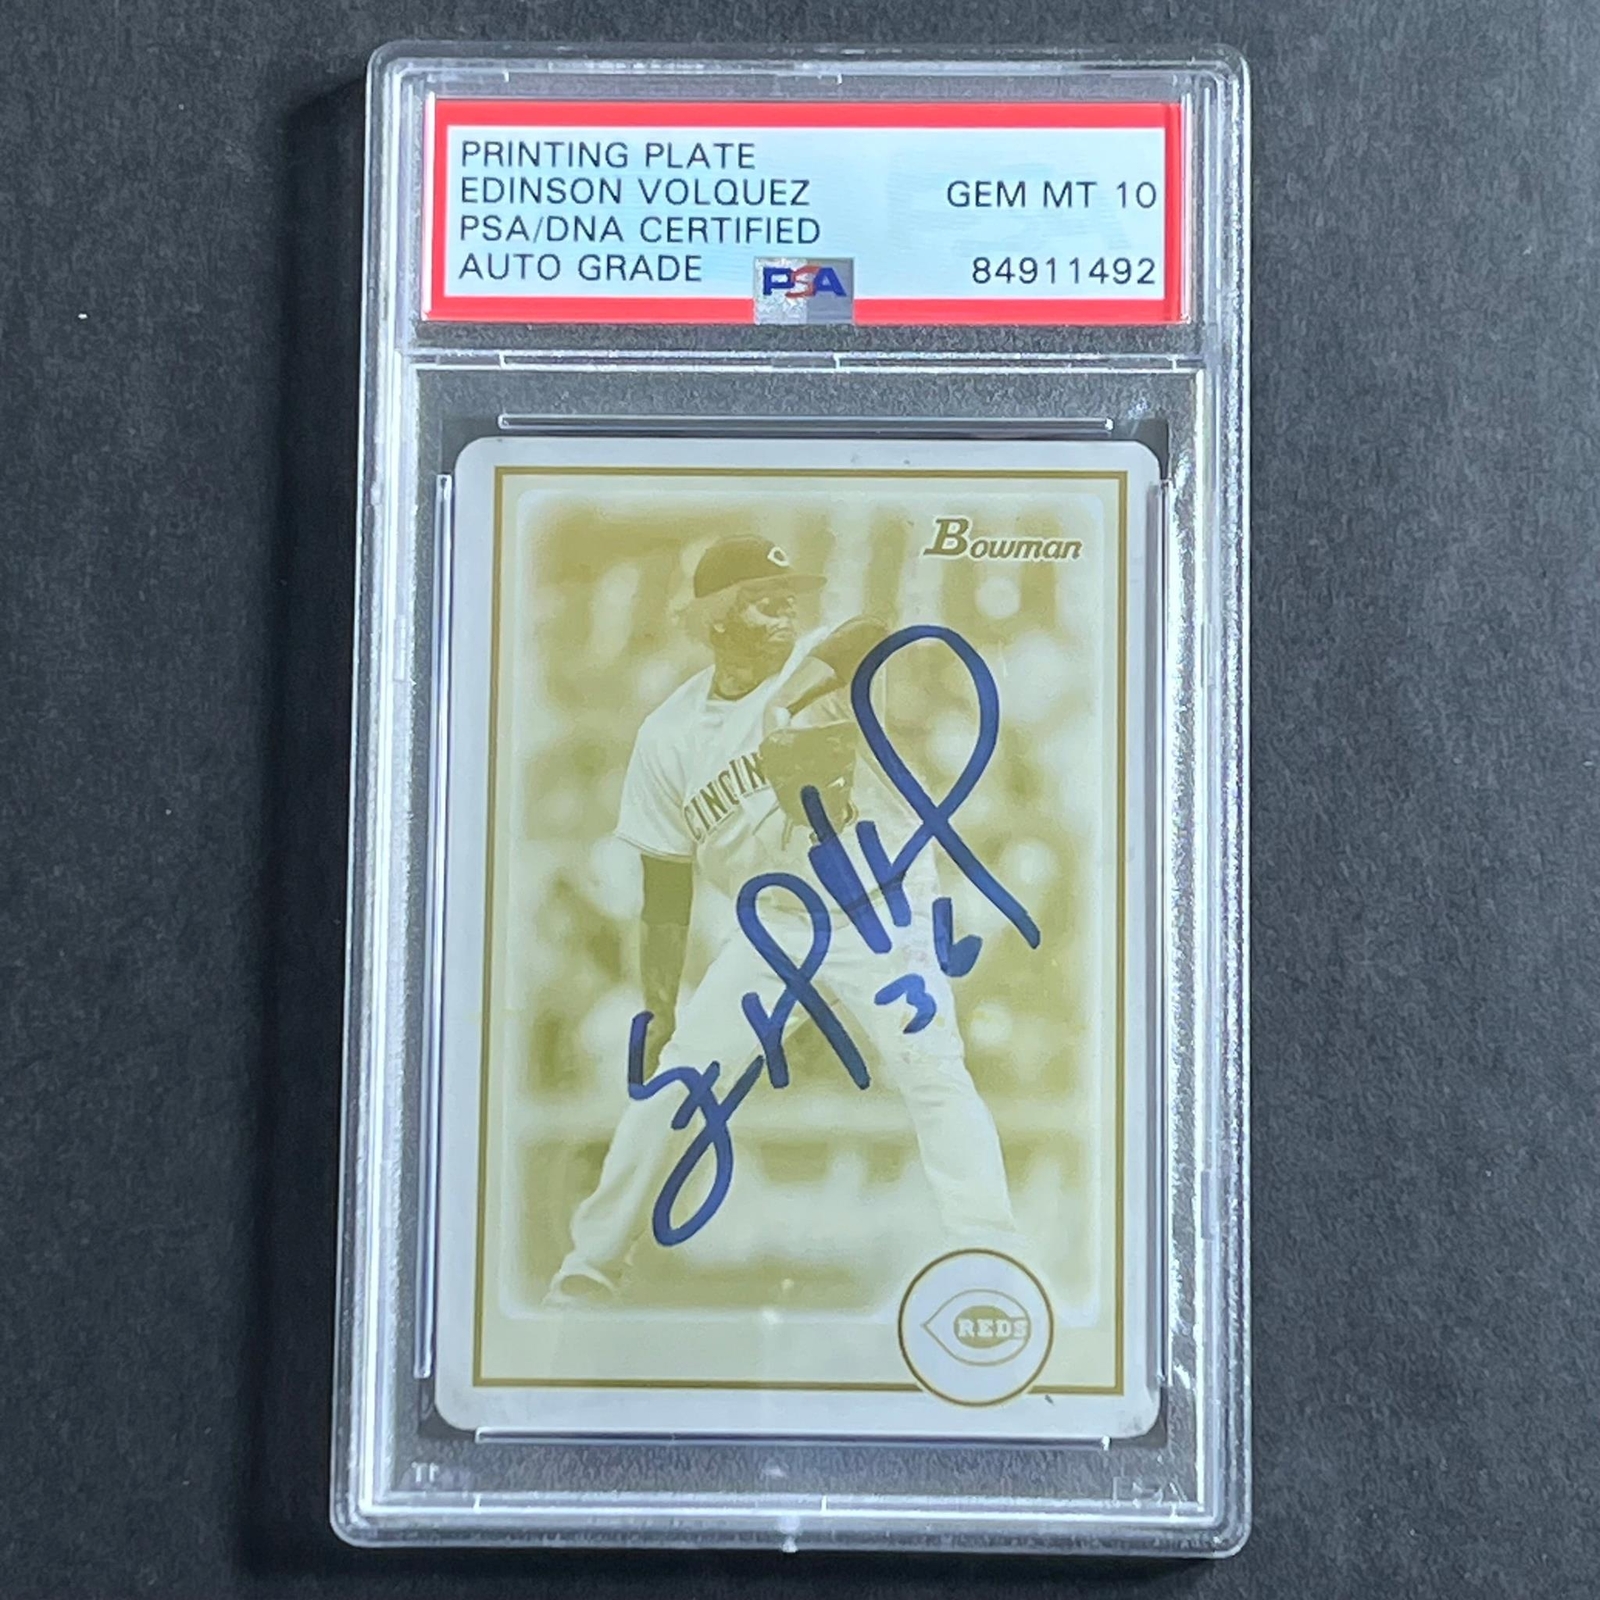 PRINTING PLATE
EDINSON VOLQUEZ
GEM MT 10
PSA/DNA CERTIFIED
AUTO GRADE
84911492
PSA
Bowman
C
CINCIN
36
REDS